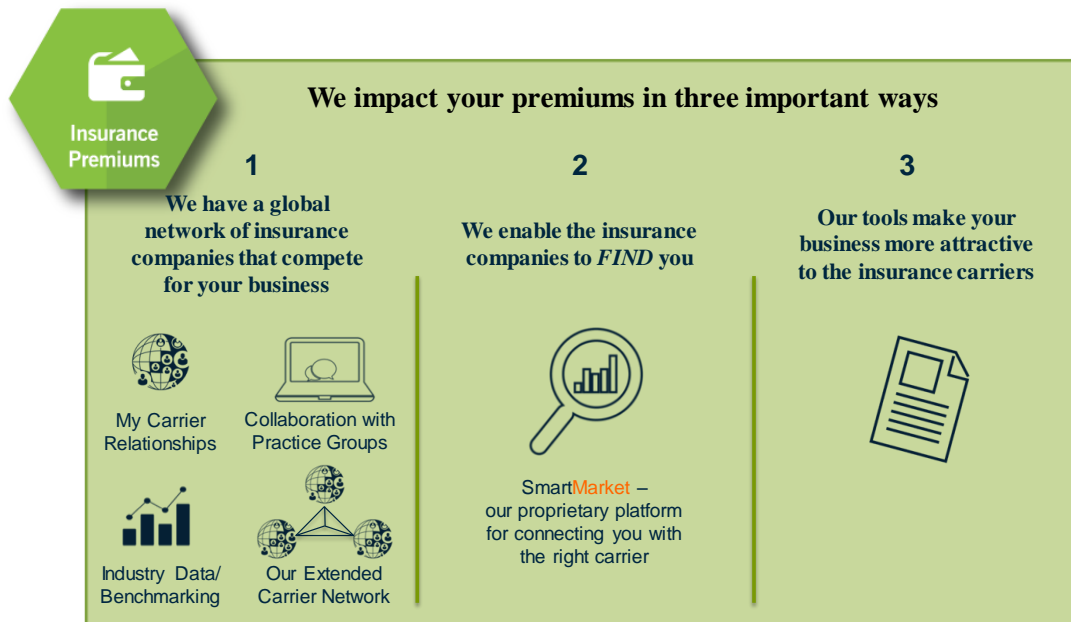 Insurance
Premiums
We impact your premiums in three important ways
1
We have a global
network of insurance
companies that compete
for your business
My Carrier
Relationships
Collaboration with
Practice Groups
Industry Data/
Benchmarking
Our Extended
Carrier Network
2
We enable the insurance
companies to FIND you
SmartMarket –
our proprietary platform
for connecting you with
the right carrier
3
Our tools make your
business more attractive
to the insurance carriers